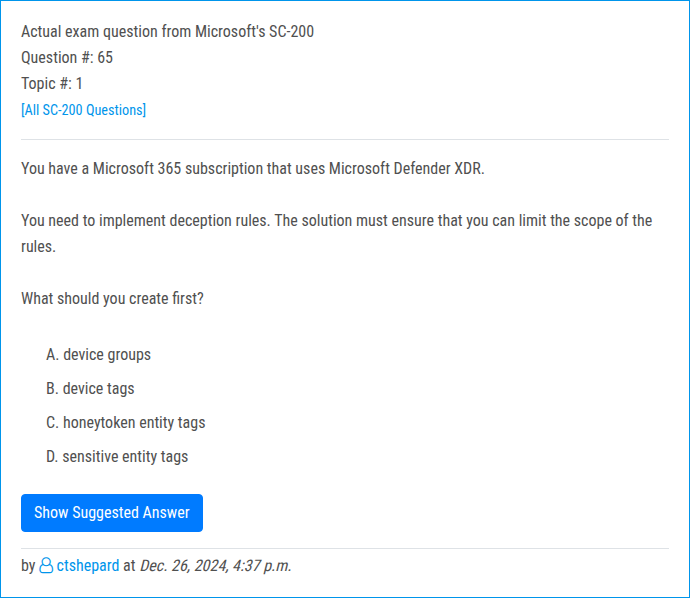 Actual exam question from Microsoft's SC-200
Question #: 65
Topic #: 1
[All SC-200 Questions]
You have a Microsoft 365 subscription that uses Microsoft Defender XDR.
You need to implement deception rules. The solution must ensure that you can limit the scope of the
rules.
What should you create first?
A. device groups
B. device tags
C. honeytoken entity tags
D. sensitive entity tags
Show Suggested Answer
by ctshepard at Dec. 26, 2024, 4:37 p.m.